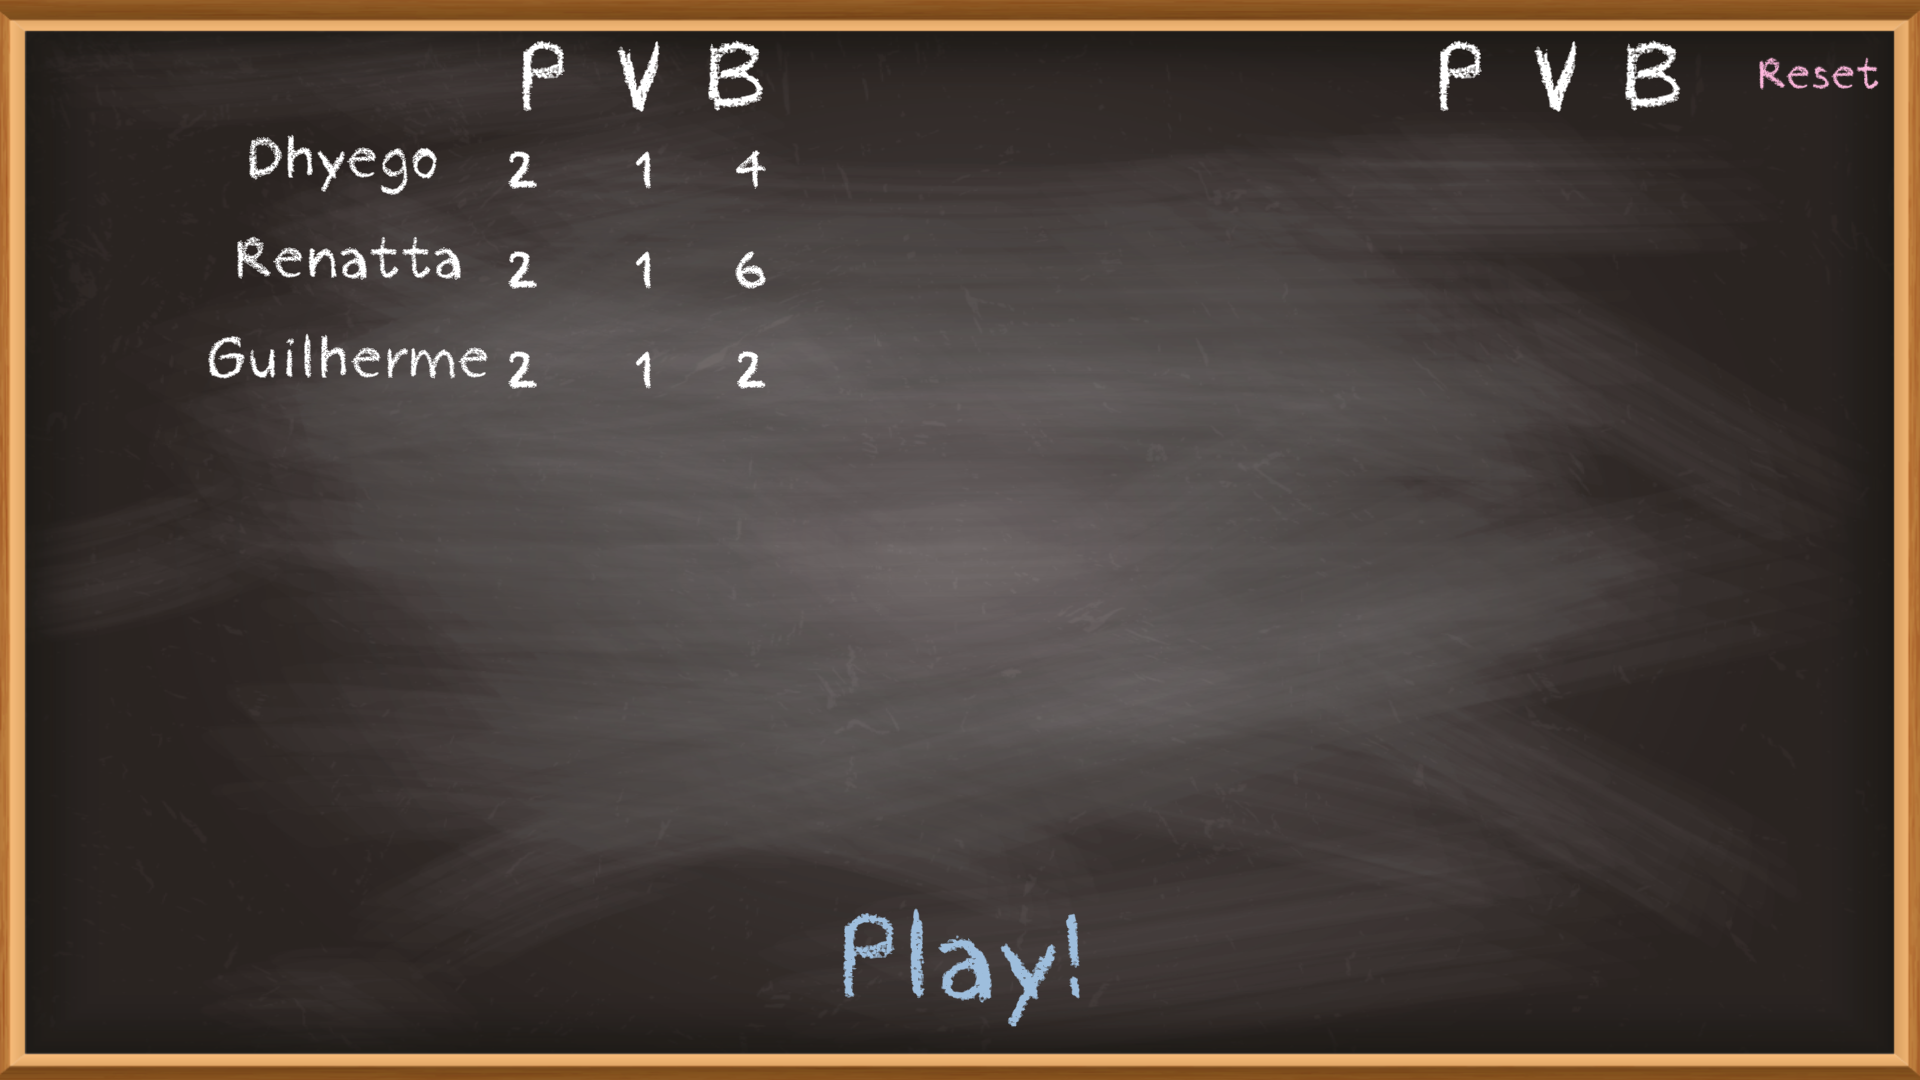 P V B P V B Reset
Dhyego 2 1 4
Renatta 2 1 6
Guilherme 2 1 2
Play!